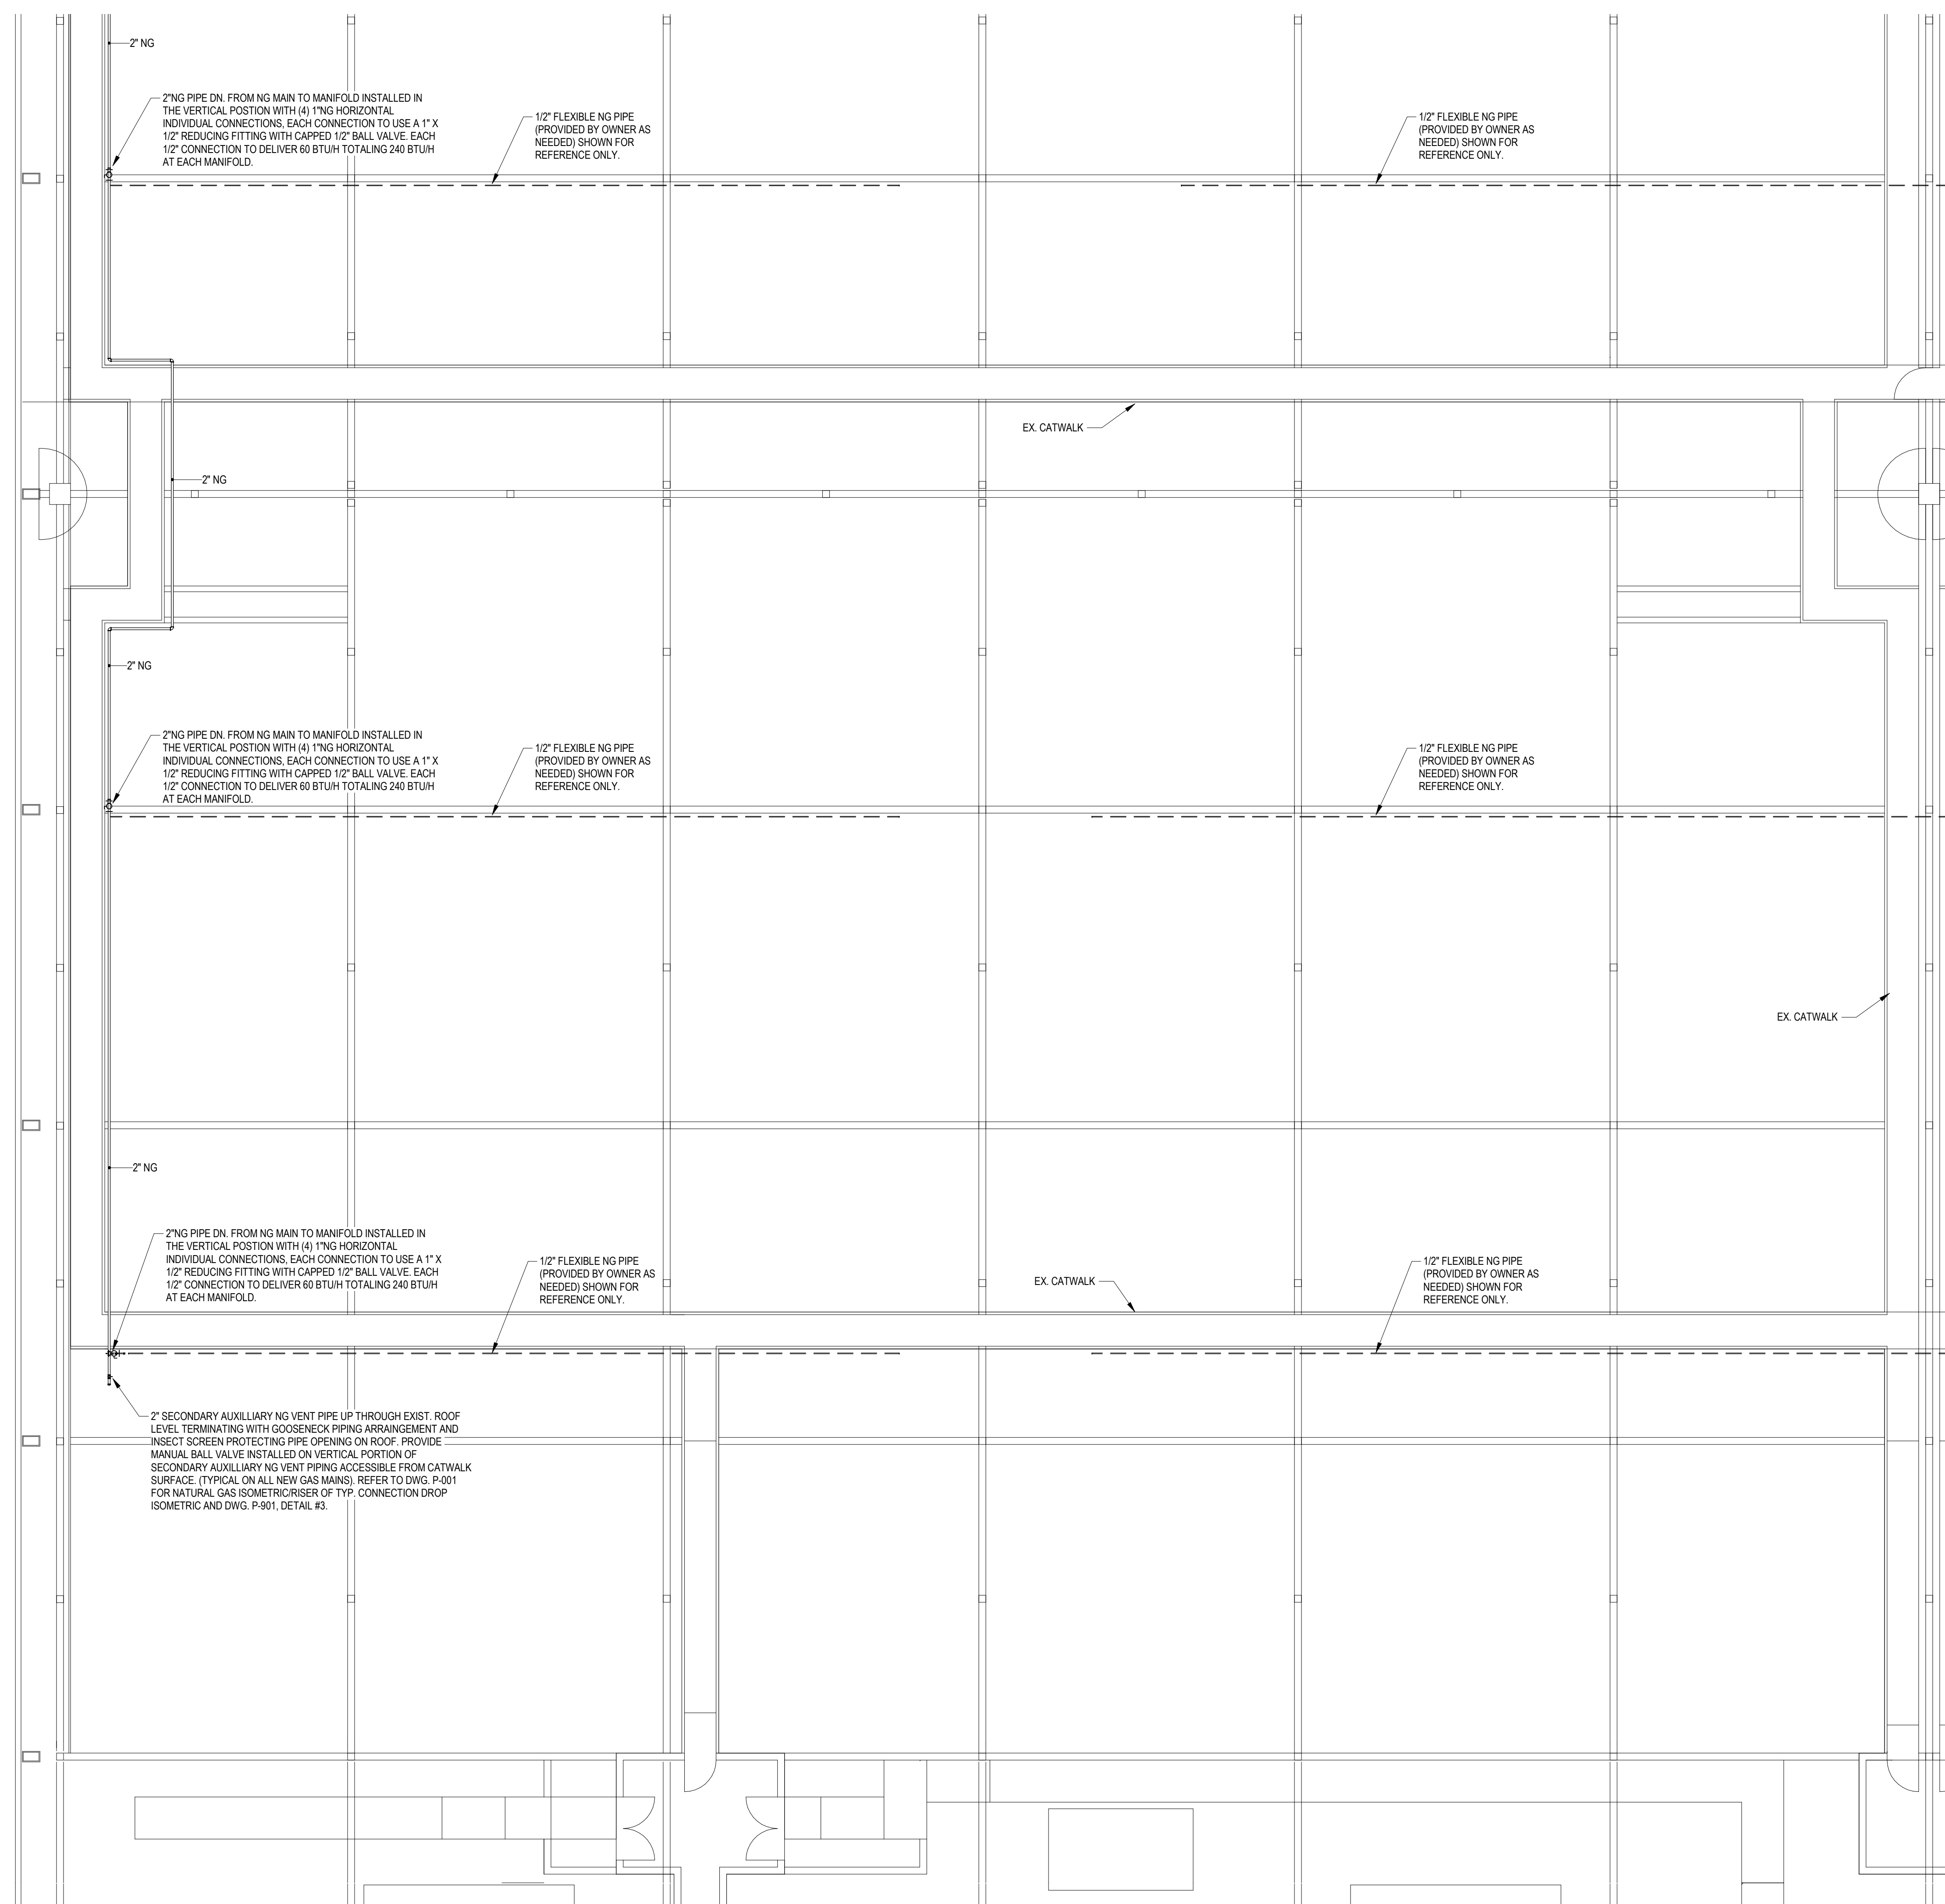 2" NG
2"NG PIPE DN. FROM NG MAIN TO MANIFOLD INSTALLED IN
THE VERTICAL POSTION WITH (4) 1"NG HORIZONTAL
INDIVIDUAL CONNECTIONS, EACH CONNECTION TO USE A 1" X
1/2" REDUCING FITTING WITH CAPPED 1/2" BALL VALVE. EACH
1/2" CONNECTION TO DELIVER 60 BTU/H TOTALING 240 BTU/H
AT EACH MANIFOLD.
1/2" FLEXIBLE NG PIPE
(PROVIDED BY OWNER AS
NEEDED) SHOWN FOR
REFERENCE ONLY.
1/2" FLEXIBLE NG PIPE
(PROVIDED BY OWNER AS
NEEDED) SHOWN FOR
REFERENCE ONLY.
EX. CATWALK
2" NG
2" NG
2"NG PIPE DN. FROM NG MAIN TO MANIFOLD INSTALLED IN
THE VERTICAL POSTION WITH (4) 1"NG HORIZONTAL
INDIVIDUAL CONNECTIONS, EACH CONNECTION TO USE A 1" X
1/2" REDUCING FITTING WITH CAPPED 1/2" BALL VALVE. EACH
1/2" CONNECTION TO DELIVER 60 BTU/H TOTALING 240 BTU/H
AT EACH MANIFOLD.
1/2" FLEXIBLE NG PIPE
(PROVIDED BY OWNER AS
NEEDED) SHOWN FOR
REFERENCE ONLY.
1/2" FLEXIBLE NG PIPE
(PROVIDED BY OWNER AS
NEEDED) SHOWN FOR
REFERENCE ONLY.
EX. CATWALK
2" NG
2"NG PIPE DN. FROM NG MAIN TO MANIFOLD INSTALLED IN
THE VERTICAL POSTION WITH (4) 1"NG HORIZONTAL
INDIVIDUAL CONNECTIONS, EACH CONNECTION TO USE A 1" X
1/2" REDUCING FITTING WITH CAPPED 1/2" BALL VALVE. EACH
1/2" CONNECTION TO DELIVER 60 BTU/H TOTALING 240 BTU/H
AT EACH MANIFOLD.
1/2" FLEXIBLE NG PIPE
(PROVIDED BY OWNER AS
NEEDED) SHOWN FOR
REFERENCE ONLY.
EX. CATWALK
1/2" FLEXIBLE NG PIPE
(PROVIDED BY OWNER AS
NEEDED) SHOWN FOR
REFERENCE ONLY.
2" SECONDARY AUXILLIARY NG VENT PIPE UP THROUGH EXIST. ROOF
LEVEL TERMINATING WITH GOOSENECK PIPING ARRAINGEMENT AND
INSECT SCREEN PROTECTING PIPE OPENING ON ROOF. PROVIDE
MANUAL BALL VALVE INSTALLED ON VERTICAL PORTION OF
SECONDARY AUXILLIARY NG VENT PIPING ACCESSIBLE FROM CATWALK
SURFACE. (TYPICAL ON ALL NEW GAS MAINS). REFER TO DWG. P-001
FOR NATURAL GAS ISOMETRIC/RISER OF TYP. CONNECTION DROP
ISOMETRIC AND DWG. P-901, DETAIL #3.